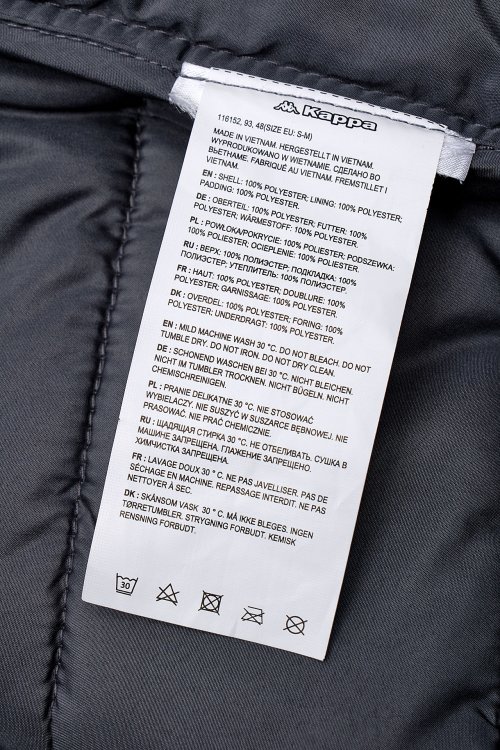 Kappa
116152, 93, 48(SIZE EU: S-M)
MADE IN VIETNAM. HERGESTELLT IN VIETNAM.
WYPRODUKOWANO W WIETNAMIE. СДЕЛАНО ВО
ВЬЕТНАМЕ. FABRIQUÉ AU VIETNAM. FREMSTILLET I
VIETNAM.
EN : SHELL: 100% POLYESTER; LINING: 100% POLYESTER;
PADDING: 100% POLYESTER.
DE : OBERTEIL: 100% POLYESTER; FUTTER: 100%
POLYESTER; WÄRMESTOFF: 100% POLYESTER.
PL : POWŁOKA/POKRYCIE: 100% POLIESTER; PODSZEWKA:
100% POLIESTER; OCIEPLENIE: 100% POLIESTER.
RU : ВЕРХ: 100% ПОЛИЭСТЕР; ПОДКЛАДКА: 100%
ПОЛИЭСТЕР; УТЕПЛИТЕЛЬ: 100% ПОЛИЭСТЕР.
FR : HAUT: 100% POLYESTER; DOUBLURE: 100%
POLYESTER; GARNISSAGE: 100% POLYESTER.
DK : OVERDEL: 100% POLYESTER; FORING: 100%
POLYESTER; UNDERDRAGT: 100% POLYESTER.
EN : MILD MACHINE WASH 30 °C. DO NOT BLEACH. DO NOT
TUMBLE DRY. DO NOT IRON. DO NOT DRY CLEAN.
DE : SCHONEND WASCHEN BEI 30 °C. NICHT BLEICHEN.
NICHT IM TUMBLER TROCKNEN. NICHT BÜGELN. NICHT
CHEMISCHREINIGEN.
PL : PRANIE DELIKATNE 30 °C. NIE STOSOWAĆ
WYBIELANIE. NIE SUSZYĆ W SUSZARCE BĘBNOWEJ. NIE
PRASOWAĆ. NIE PRAĆ CHEMICZNIE.
RU : ЩАДЯЩАЯ СТИРКА 30 °C. НЕ ОТБЕЛИВАТЬ. СУШКА В
МАШИНЕ ЗАПРЕЩЕНА. ГЛАЖЕНИЕ ЗАПРЕЩЕНО.
ХИМЧИСТКА ЗАПРЕЩЕНА.
FR : LAVAGE DOUX 30 °C. NE PAS JAVELLISER. PAS DE
SÉCHAGE EN MACHINE. REPASSAGE INTERDIT. NE PAS
NETTOYER À SEC.
DK : SKÅNSOM VASK 30 °C, MÅ IKKE BLEGES. INGEN
TØRRETUMBLER. STRYGNING FORBUDT. KEMISK
RENSNING FORBUDT.
30